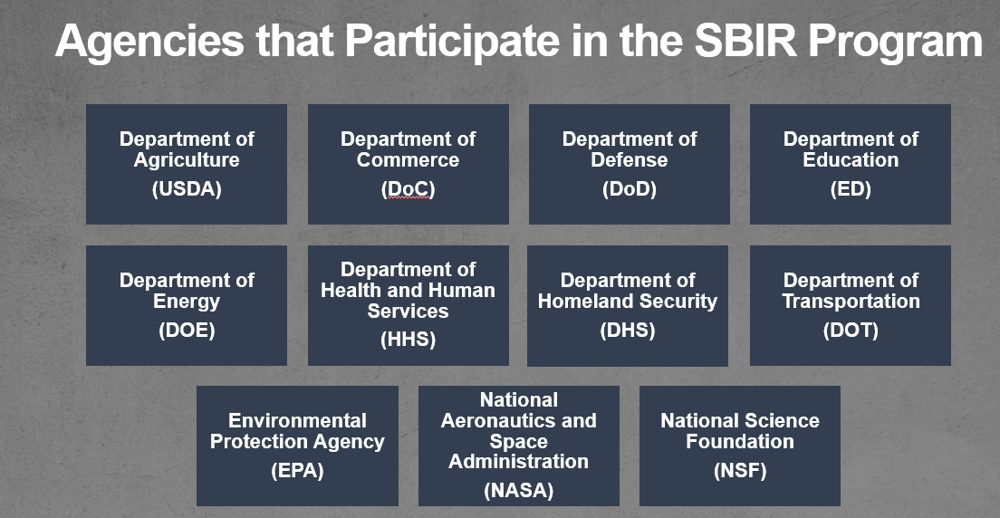 Agencies that Participate in the SBIR Program
Department of
Agriculture
(USDA)
Department of
Commerce
(DoC)
Department of
Defense
(DoD)
Department of
Education
(ED)
Department of
Energy
(DOE)
Department of
Health and Human
Services
(HHS)
Department of
Homeland Security
(DHS)
Department of
Transportation
(DOT)
Environmental
Protection Agency
(EPA)
National
Aeronautics and
Space
Administration
(NASA)
National Science
Foundation
(NSF)